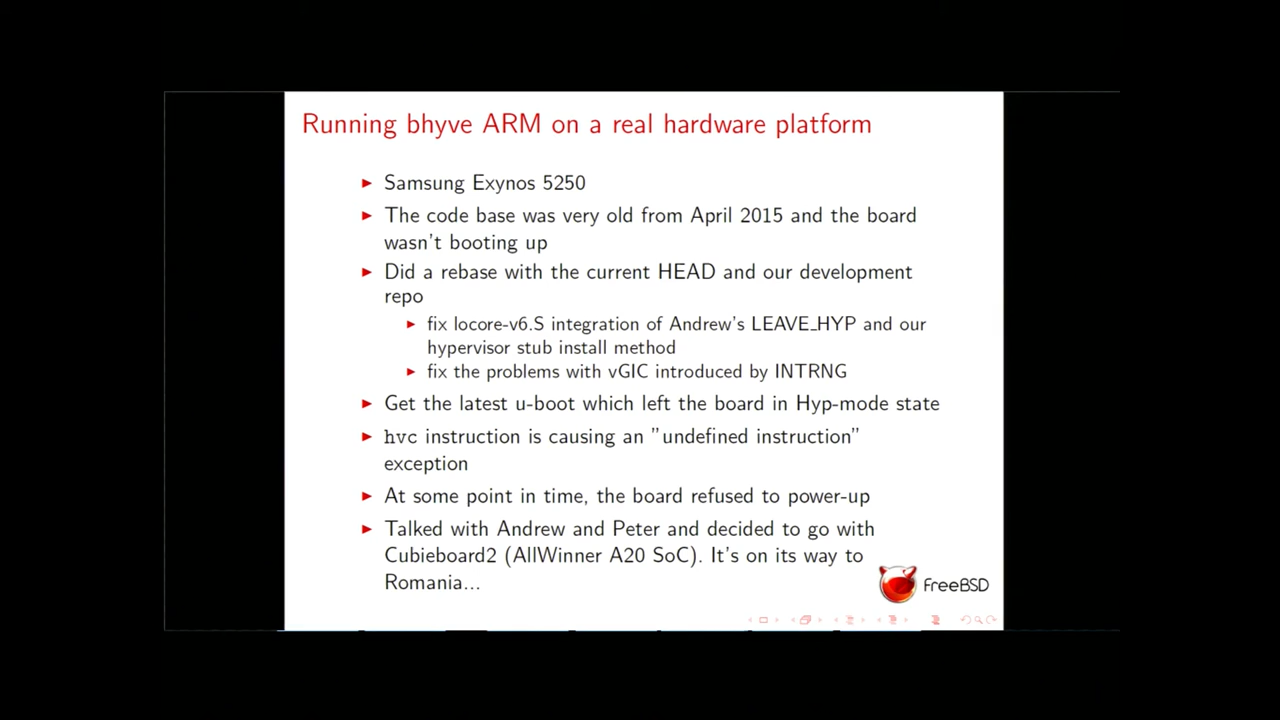 Running bhyve ARM on a real hardware platform
Samsung Exynos 5250
The code base was very old from April 2015 and the board
wasn't booting up
Did a rebase with the current HEAD and our development
repo
fix locore-v6.S integration of Andrew's LEAVE_HYP and our
hypervisor stub install method
fix the problems with vGIC introduced by INTRNG
Get the latest u-boot which left the board in Hyp-mode state
hvc instruction is causing an "undefined instruction"
exception
At some point in time, the board refused to power-up
Talked with Andrew and Peter and decided to go with
Cubieboard2 (AllWinner A20 SoC). It's on its way to
Romania...
FreeBSD